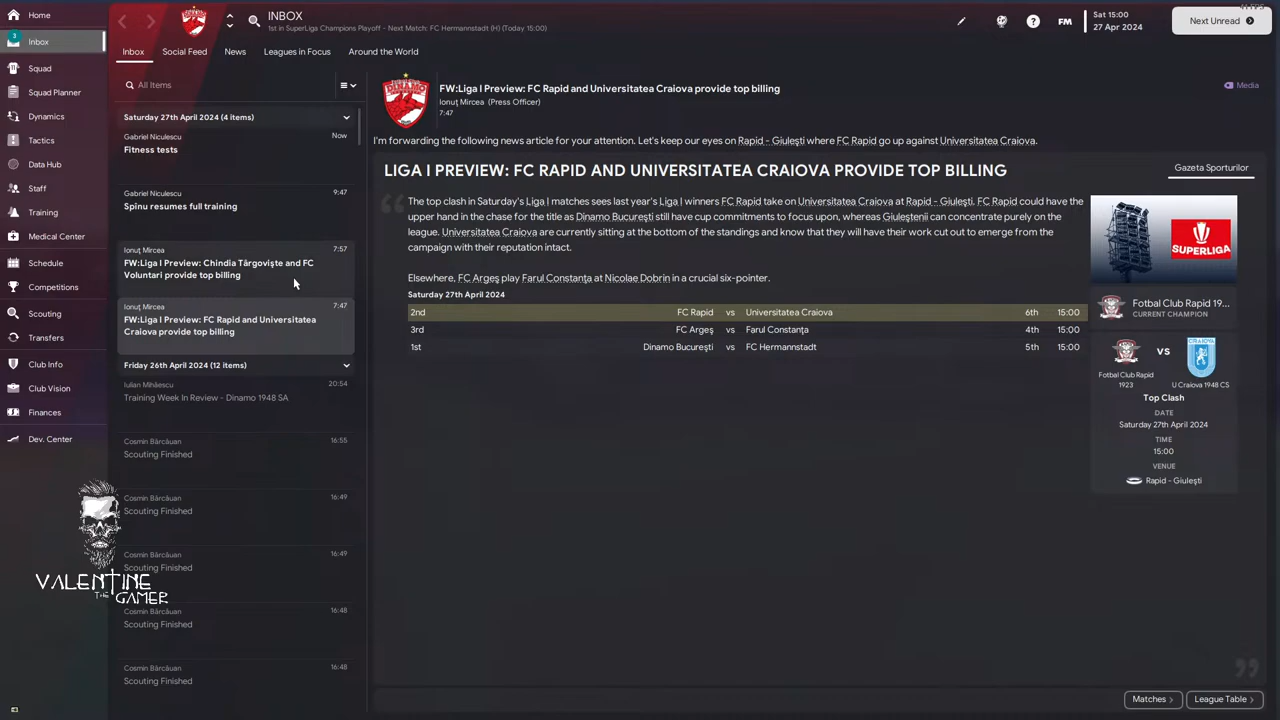 Home
Inbox
3
Squad
Squad Planner
Dynamics
Tactics
Data Hub
Staff
Training
Medical Center
Schedule
Competitions
Scouting
Transfers
Club Info
Club Vision
Finances
Dev. Center
INBOX
1st in SuperLiga Champions Playoff - Next Match: FC Hermannstadt (H) (Today 15:00)
FM
Sat 15:00
27 Apr 2024
Next Unread
Inbox
Social Feed
News
Leagues in Focus
Around the World
All Items
Saturday 27th April 2024 (4 items)
Gabriel Niculescu
Now
Fitness tests
Gabriel Niculescu
9:47
Spinu resumes full training
Ionuț Mircea
7:57
FW:Liga I Preview: Chindia Târgoviște and FC
Voluntari provide top billing
Ionuț Mircea
7:47
FW:Liga I Preview: FC Rapid and Universitatea
Craiova provide top billing
Friday 26th April 2024 (12 items)
Iulian Mihăescu
20:54
Training Week In Review - Dinamo 1948 SA
Cosmin Bărcăuan
16:55
Scouting Finished
Cosmin Bărcăuan
16:49
Scouting Finished
Cosmin Bărcăuan
16:49
Scouting Finished
Cosmin Bărcăuan
16:48
Scouting Finished
Cosmin Bărcăuan
16:48
Scouting Finished
VALENTINE
THE GAMER
DINAMO
FW:Liga I Preview: FC Rapid and Universitatea Craiova provide top billing
Ionuț Mircea (Press Officer)
7:47
Media
I'm forwarding the following news article for your attention. Let's keep our eyes on Rapid - Giulești where FC Rapid go up against Universitatea Craiova.
LIGA I PREVIEW: FC RAPID AND UNIVERSITATEA CRAIOVA PROVIDE TOP BILLING
Gazeta Sporturilor
The top clash in Saturday's Liga I matches sees last year's Liga I winners FC Rapid take on Universitatea Craiova at Rapid - Giulești. FC Rapid could have the
upper hand in the chase for the title as Dinamo București still have cup commitments to focus upon, whereas Giuleștenii can concentrate purely on the
league. Universitatea Craiova are currently sitting at the bottom of the standings and know that they will have their work cut out to emerge from the
campaign with their reputation intact.
Elsewhere, FC Argeș play Farul Constanța at Nicolae Dobrin in a crucial six-pointer.
Saturday 27th April 2024
2nd FC Rapid vs Universitatea Craiova 6th 15:00
3rd FC Argeș vs Farul Constanța 4th 15:00
1st Dinamo București vs FC Hermannstadt 5th 15:00
SUPERLIGA
Fotbal Club Rapid 19...
CURRENT CHAMPION
VS
CRAIOVA
Fotbal Club Rapid
1923
U Craiova 1948 CS
Top Clash
DATE
Saturday 27th April 2024
TIME
15:00
VENUE
Rapid - Giulești
Matches
League Table